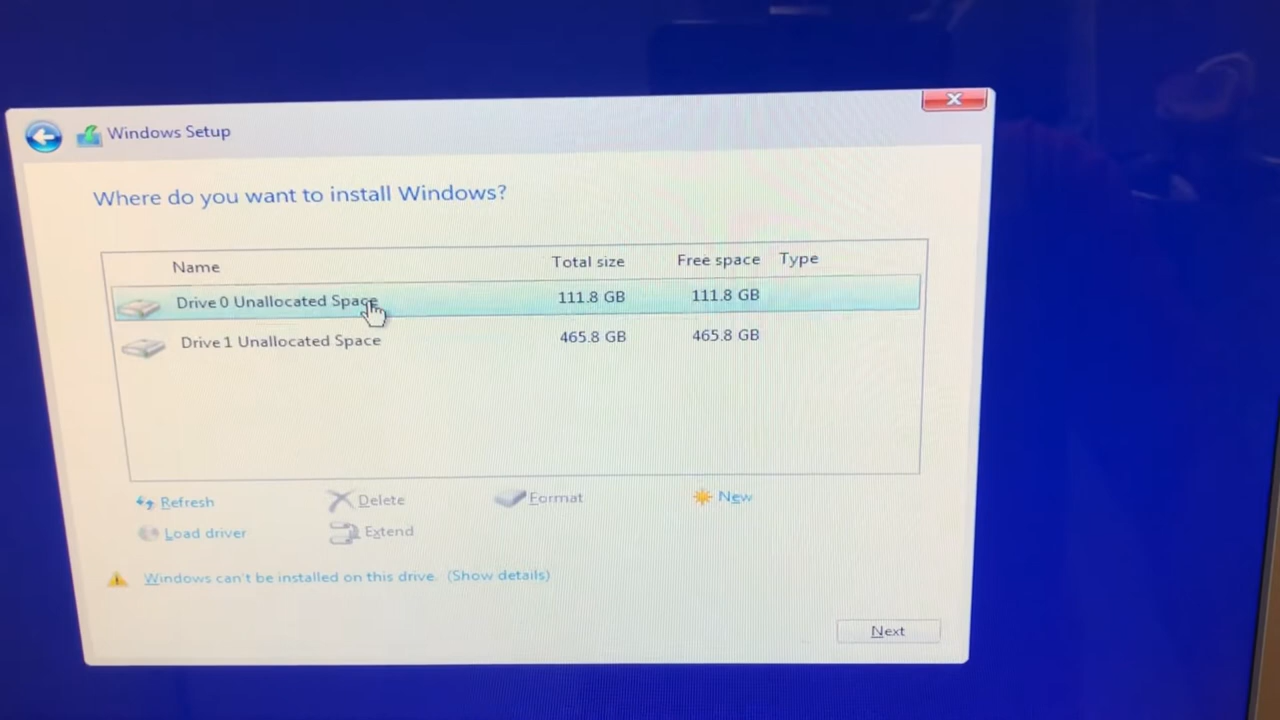 Windows Setup
Where do you want to install Windows?
Name Total size Free space Type
Drive 0 Unallocated Space 111.8 GB 111.8 GB
Drive 1 Unallocated Space 465.8 GB 465.8 GB
Refresh Delete Format New
Load driver Extend
Windows can't be installed on this drive. (Show details)
Next